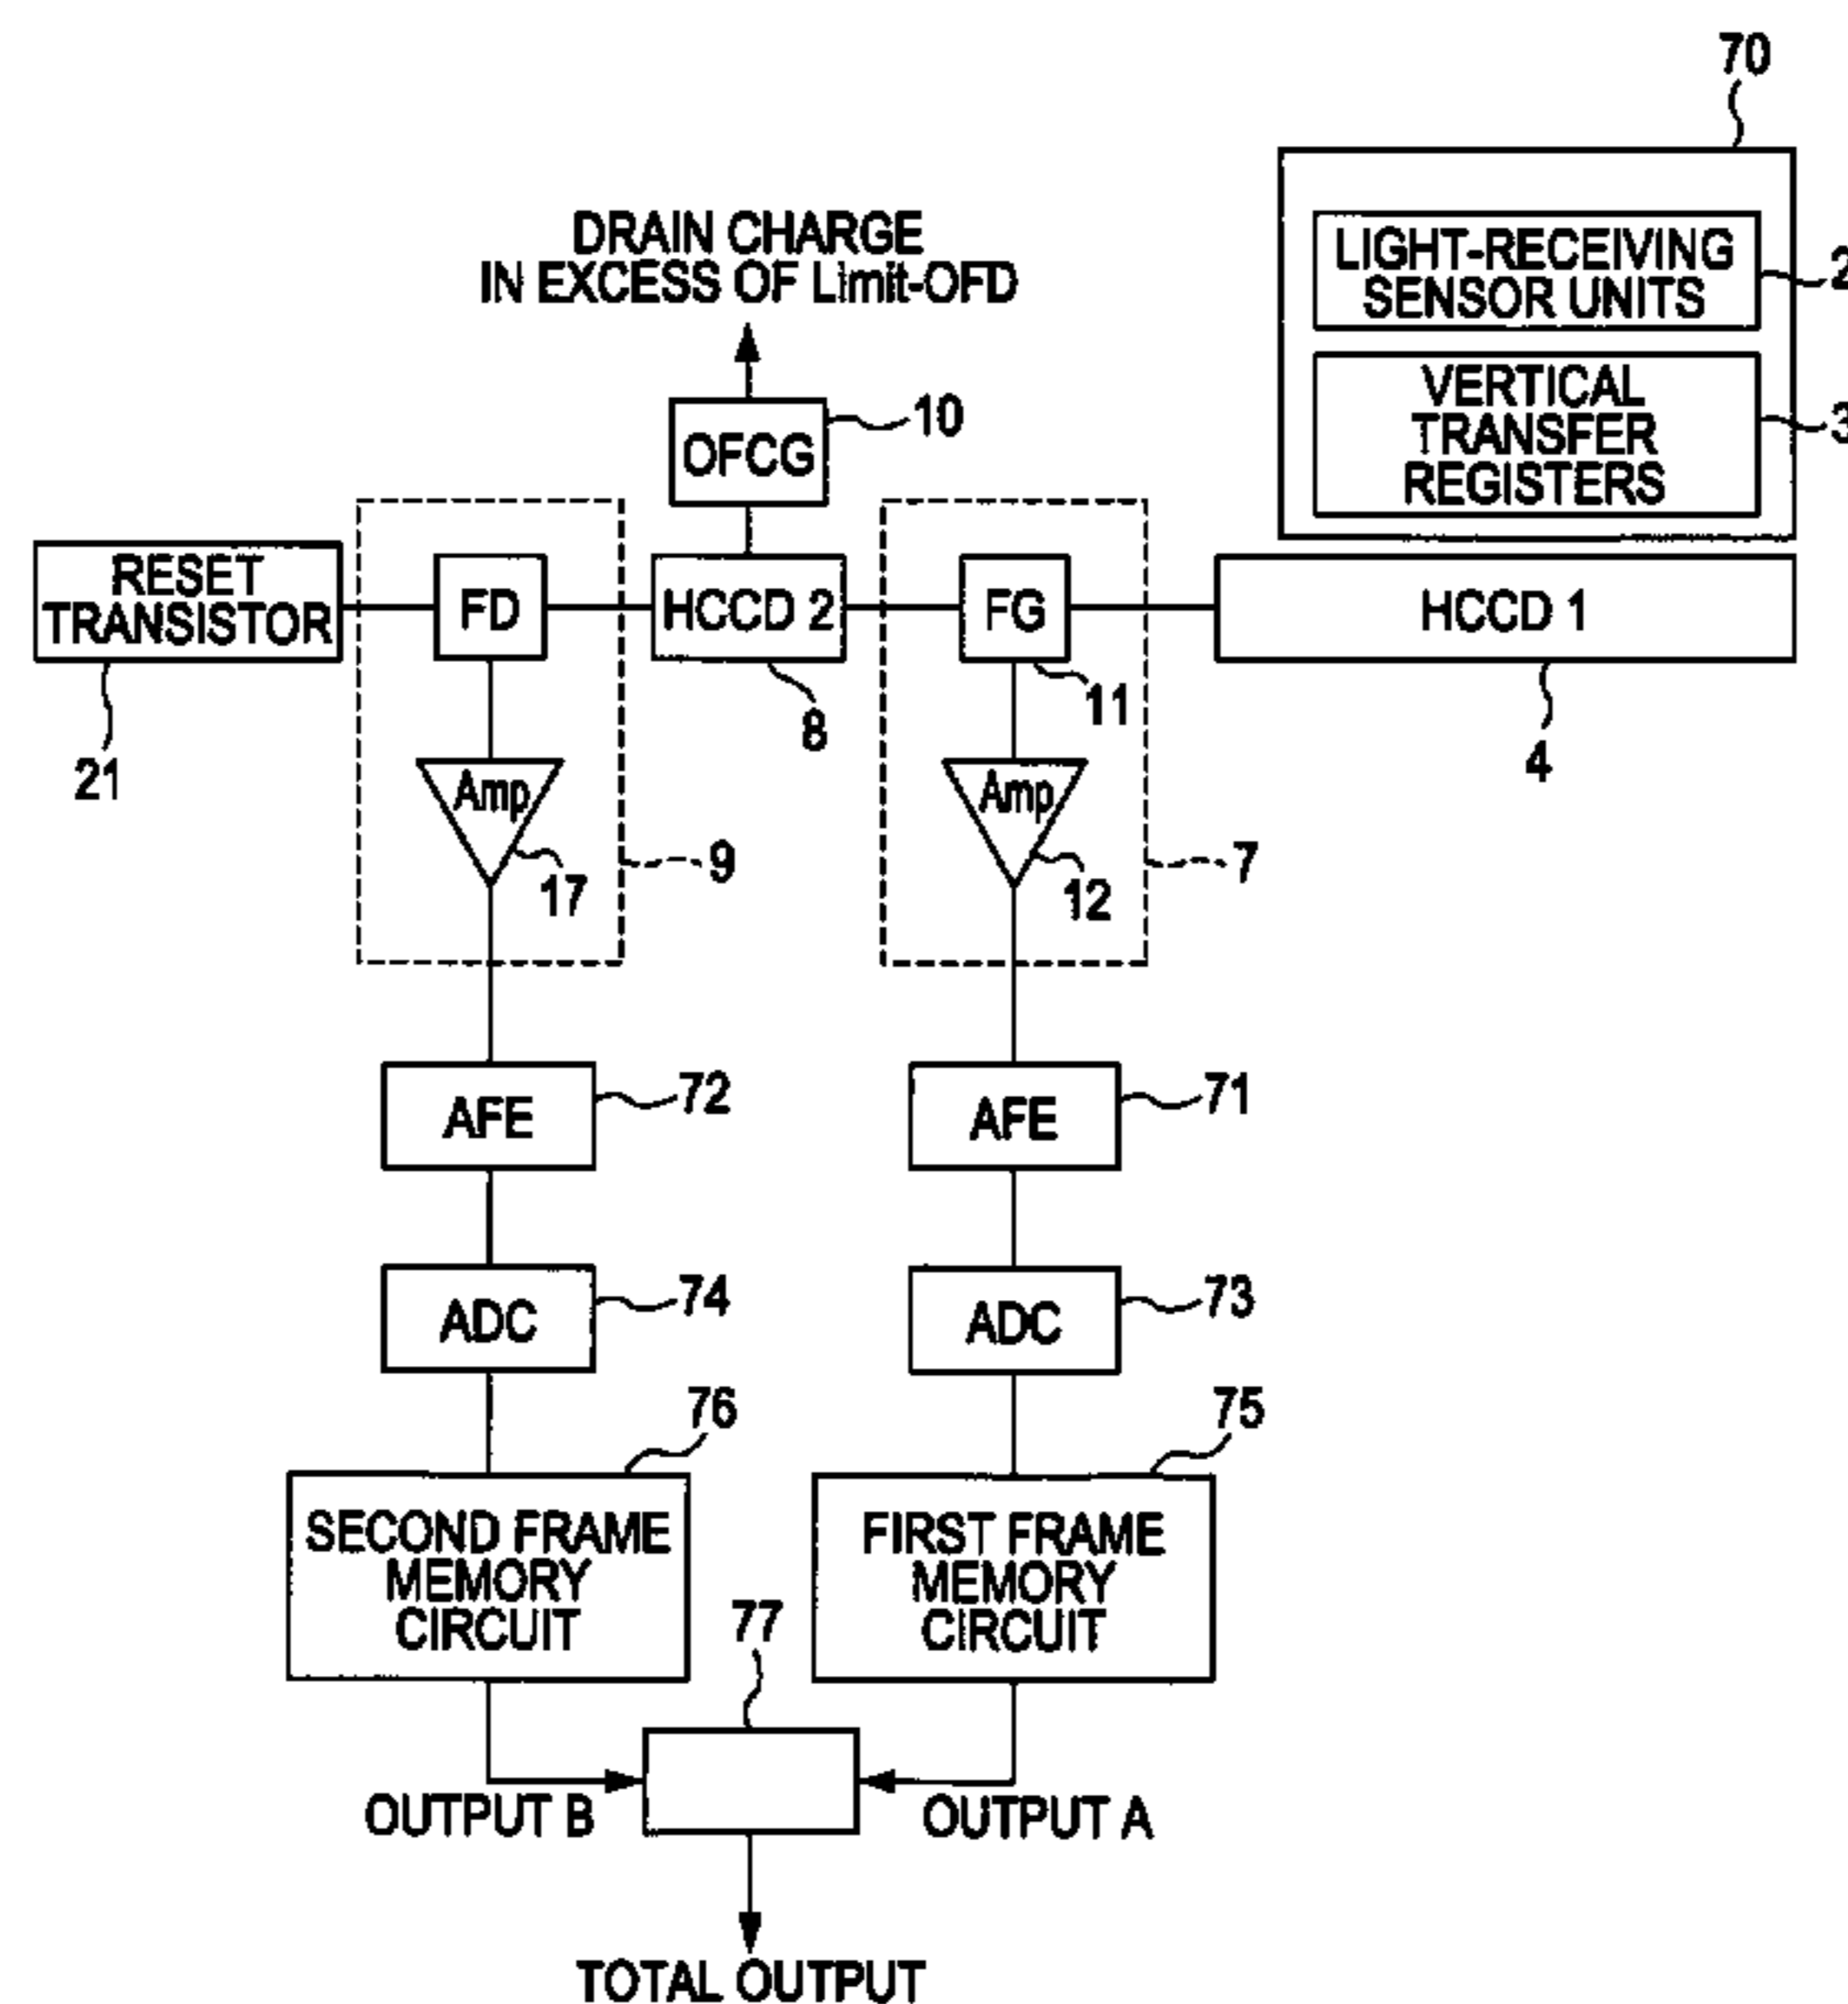 70
DRAIN CHARGE
IN EXCESS OF Limit-OFD
LIGHT-RECEIVING
SENSOR UNITS
2
VERTICAL
TRANSFER
REGISTERS
3
10
OFCG
RESET
TRANSISTOR
FD
HCCD 2
FG
HCCD 1
21
8
11
4
Amp
17
9
Amp
12
7
AFE
72
AFE
71
ADC
74
ADC
73
76
75
SECOND FRAME
MEMORY
CIRCUIT
FIRST FRAME
MEMORY
CIRCUIT
77
OUTPUT B
OUTPUT A
TOTAL OUTPUT